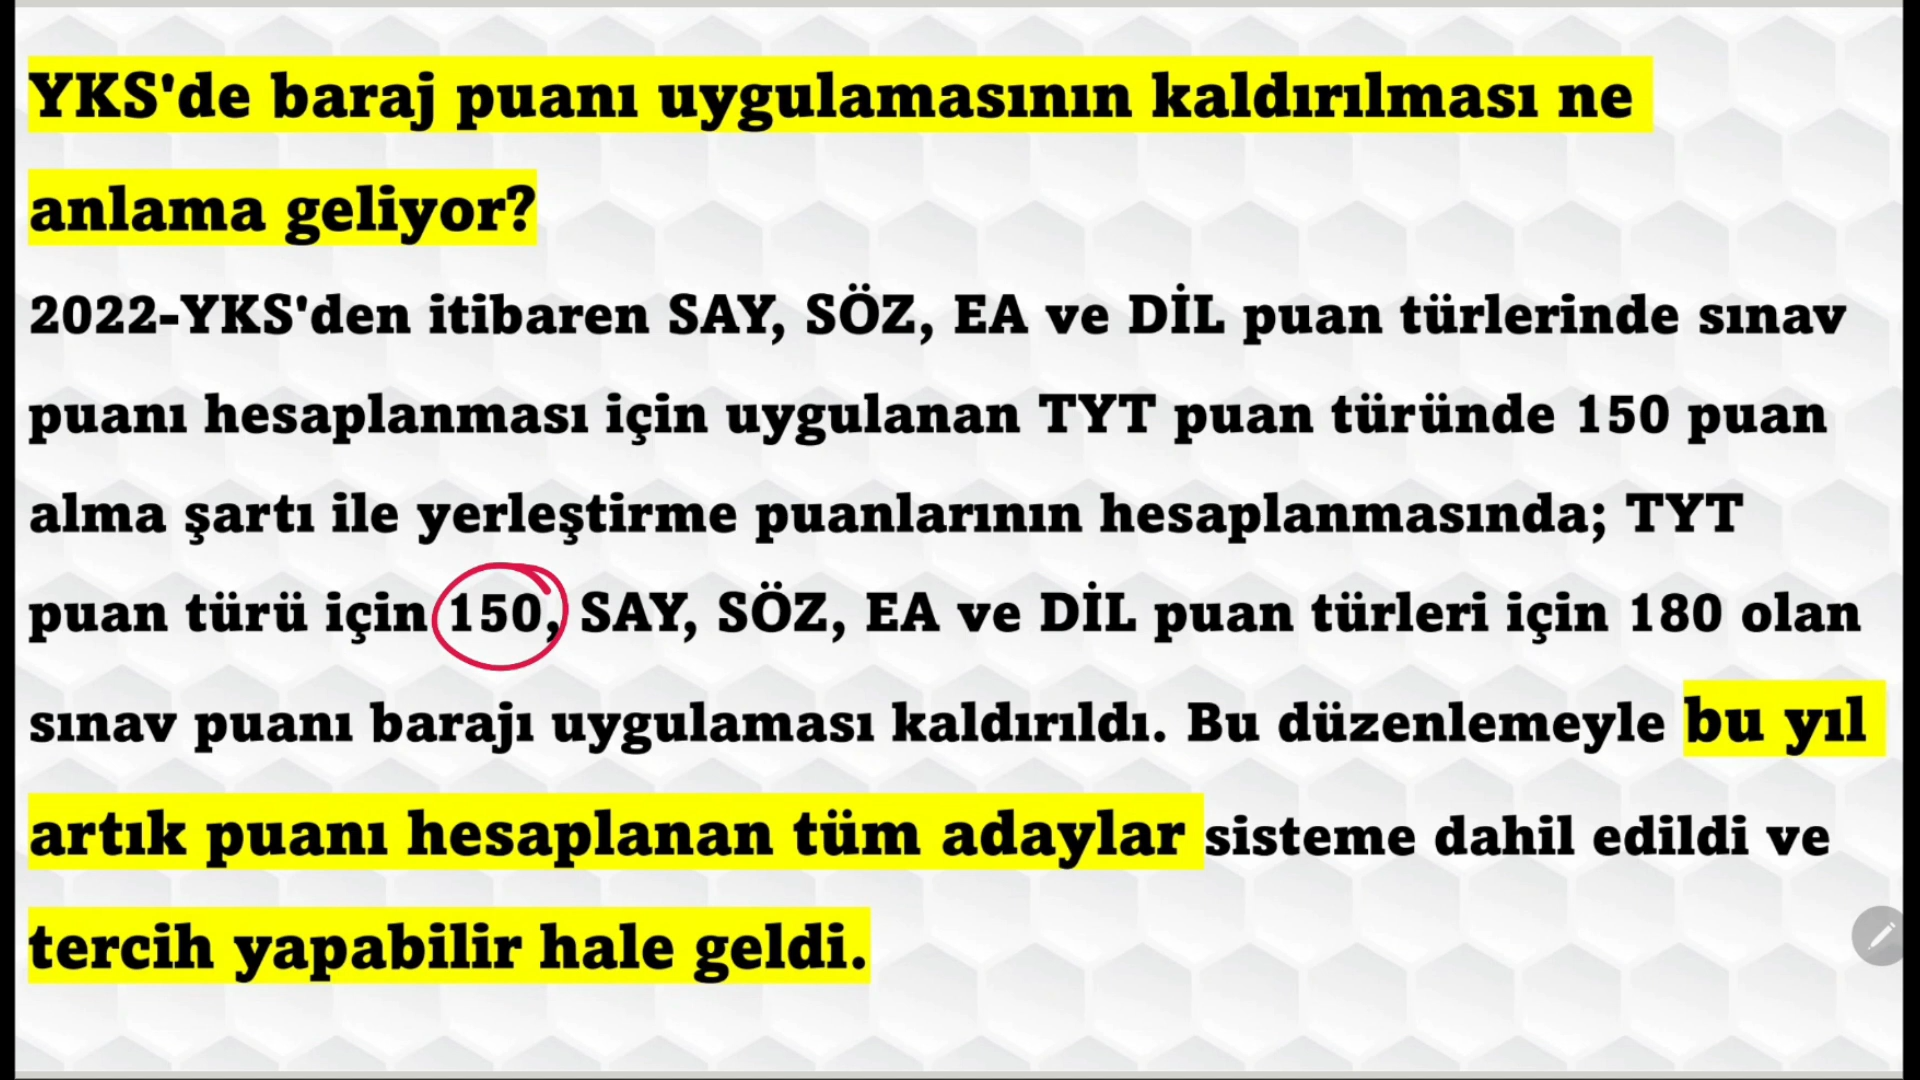 YKS'de baraj puanı uygulamasının kaldırılması ne
anlama geliyor?
2022-YKS'den itibaren SAY, SÖZ, EA ve DİL puan türlerinde sınav
puanı hesaplanması için uygulanan TYT puan türünde 150 puan
alma şartı ile yerleştirme puanlarının hesaplanmasında; TYT
puan türü için 150, SAY, SÖZ, EA ve DİL puan türleri için 180 olan
sınav puanı barajı uygulaması kaldırıldı. Bu düzenlemeyle bu yıl
artık puanı hesaplanan tüm adaylar sisteme dahil edildi ve
tercih yapabilir hale geldi.